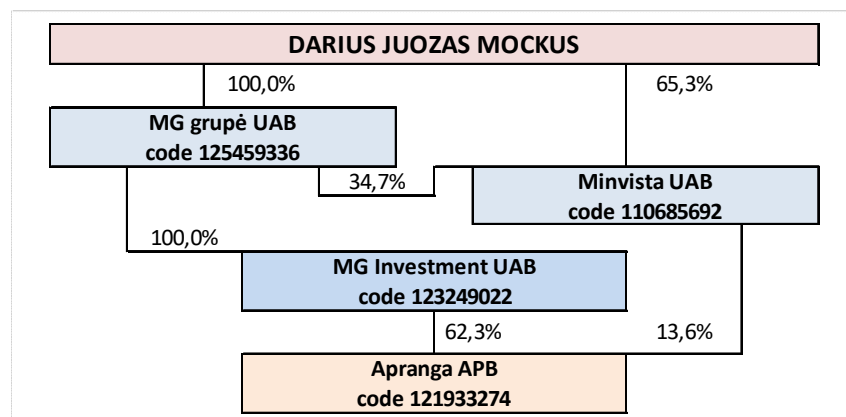 DARIUS JUOZAS MOCKUS
100,0%
65,3%
MG grupė UAB
code 125459336
34,7%
Minvista UAB
code 110685692
100,0%
MG Investment UAB
code 123249022
62,3%
13,6%
Apranga APB
code 121933274